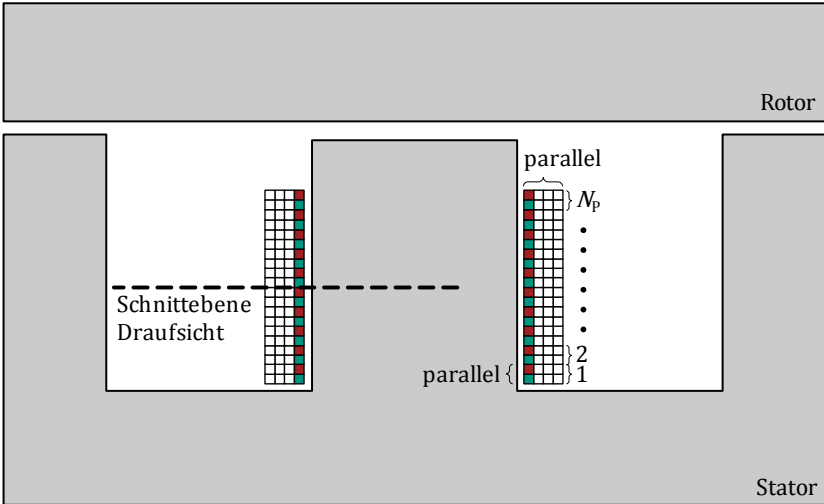 Rotor
parallel
N_P
Schnittebene
Draufsicht
2
parallel
1
Stator